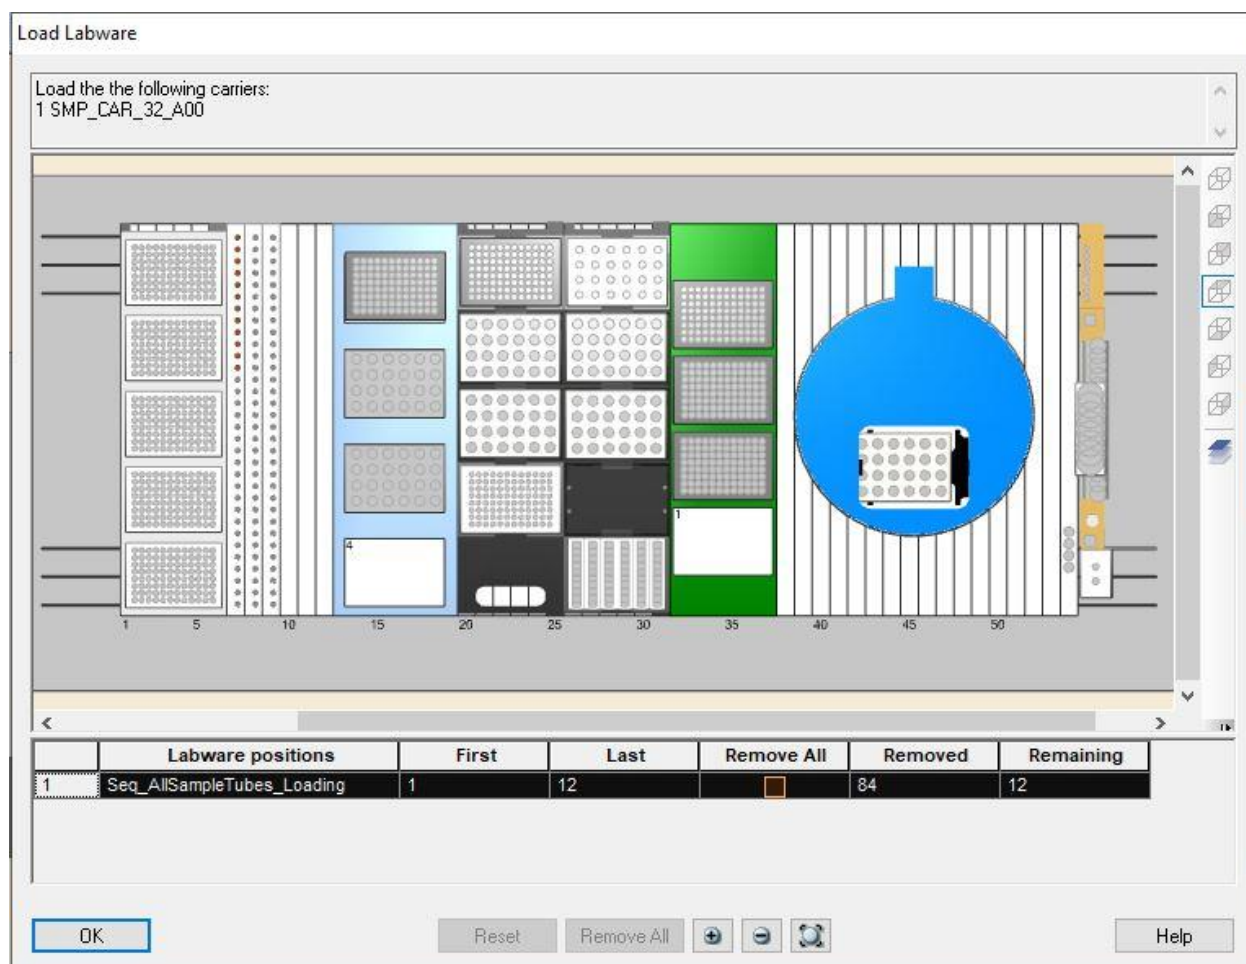 Load Labware
Load the the following carriers:
1 SMP_CAR_32_A00
4
1
1 5 10 15 20 25 30 35 40 45 50
Labware positions First Last Remove All Removed Remaining
1 Seq_AllSampleTubes_Loading 1 12 84 12
OK Reset Remove All Help